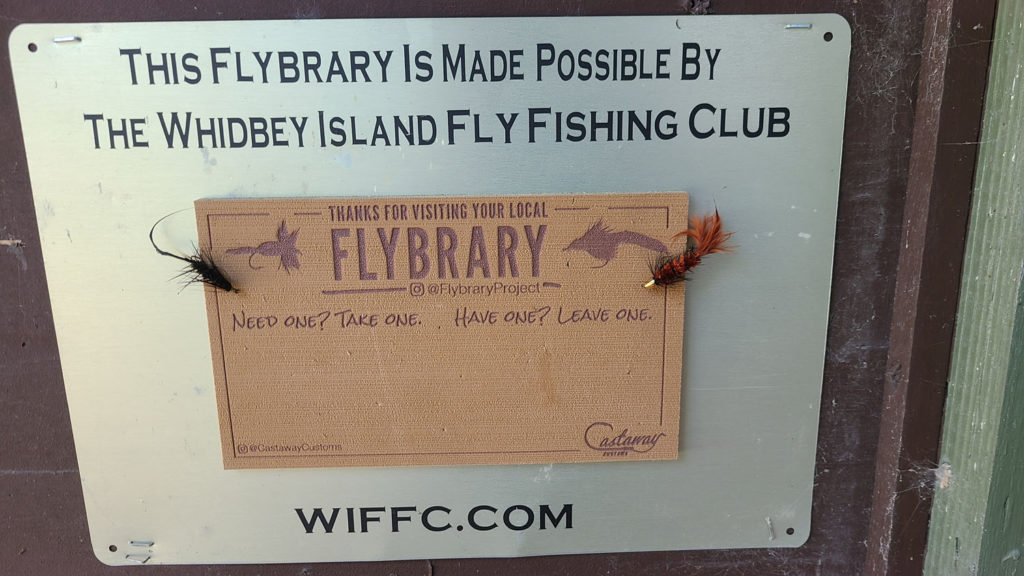 THIS FLYBRARY IS MADE POSSIBLE BY
THE WHIDBEY ISLAND FLY FISHING CLUB
THANKS FOR VISITING YOUR LOCAL
FLYBRARY
@FlybraryProject
NEED ONE? TAKE ONE. HAVE ONE? LEAVE ONE.
@CastawayCustoms
Castaway
CUSTOMS
WIFFC.COM